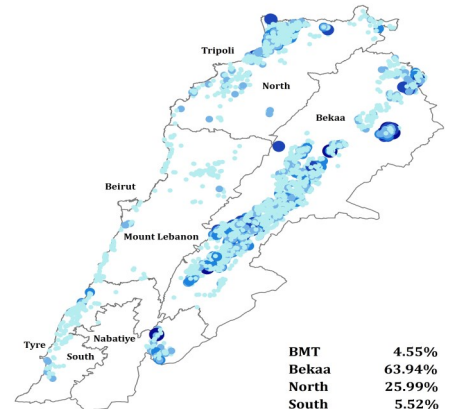 Tripoli
North
Bekaa
Beirut
Mount Lebanon
Tyre
Nabatiye
South
BMT 4.55%
Bekaa 63.94%
North 25.99%
South 5.52%